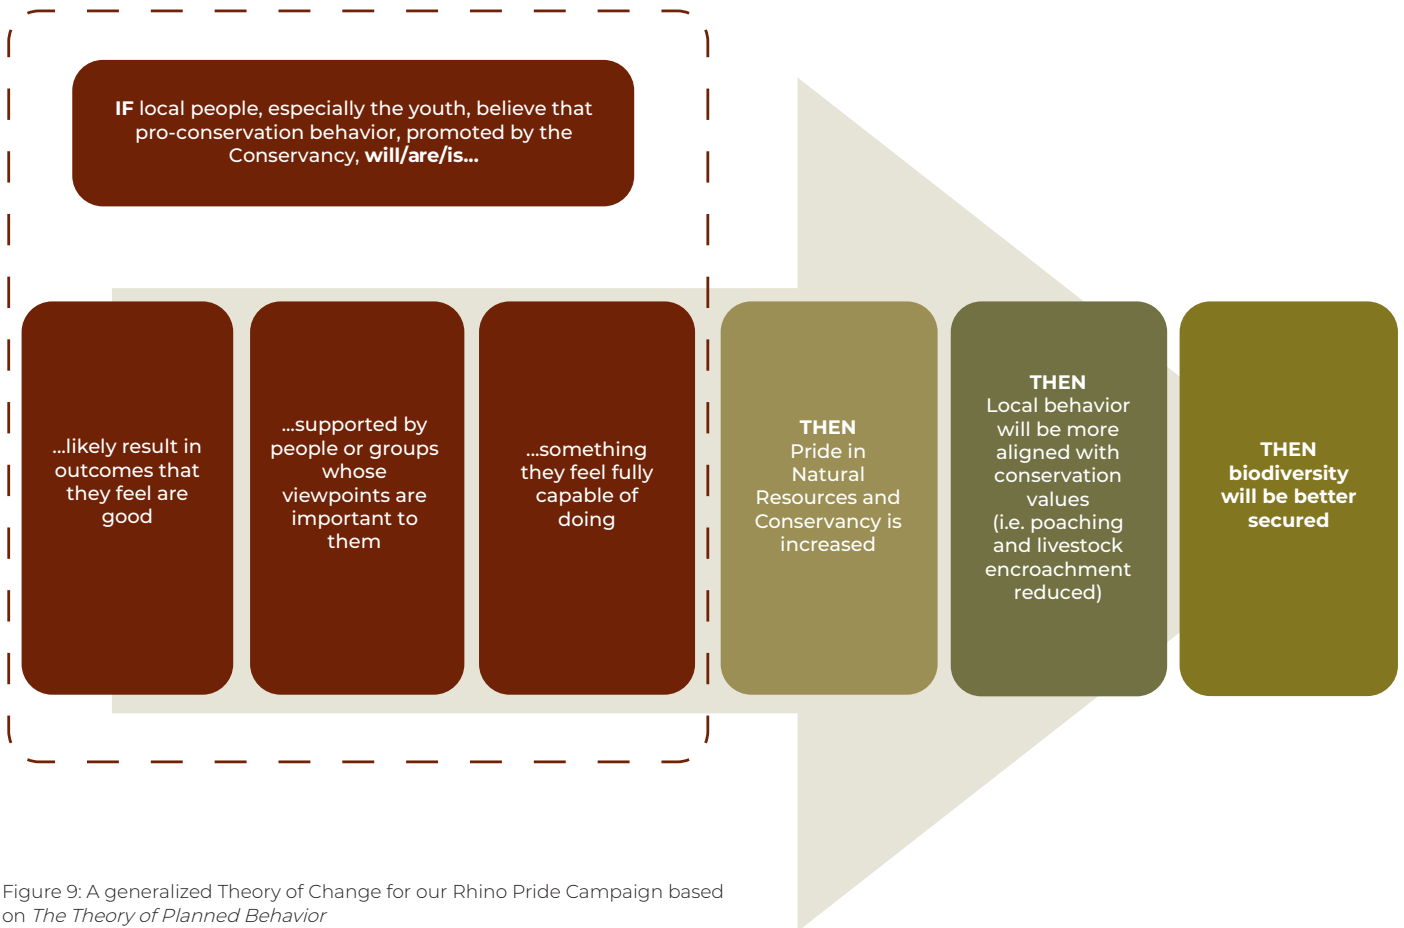 IF local people, especially the youth, believe that
pro-conservation behavior, promoted by the
Conservancy, will/are/is...
...likely result in
outcomes that
they feel are
good
...supported by
people or groups
whose
viewpoints are
important to
them
...something
they feel fully
capable of
doing
THEN
Pride in
Natural
Resources and
Conservancy is
increased
THEN
Local behavior
will be more
aligned with
conservation
values
(i.e. poaching
and livestock
encroachment
reduced)
THEN
biodiversity
will be better
secured
Figure 9: A generalized Theory of Change for our Rhino Pride Campaign based
on The Theory of Planned Behavior